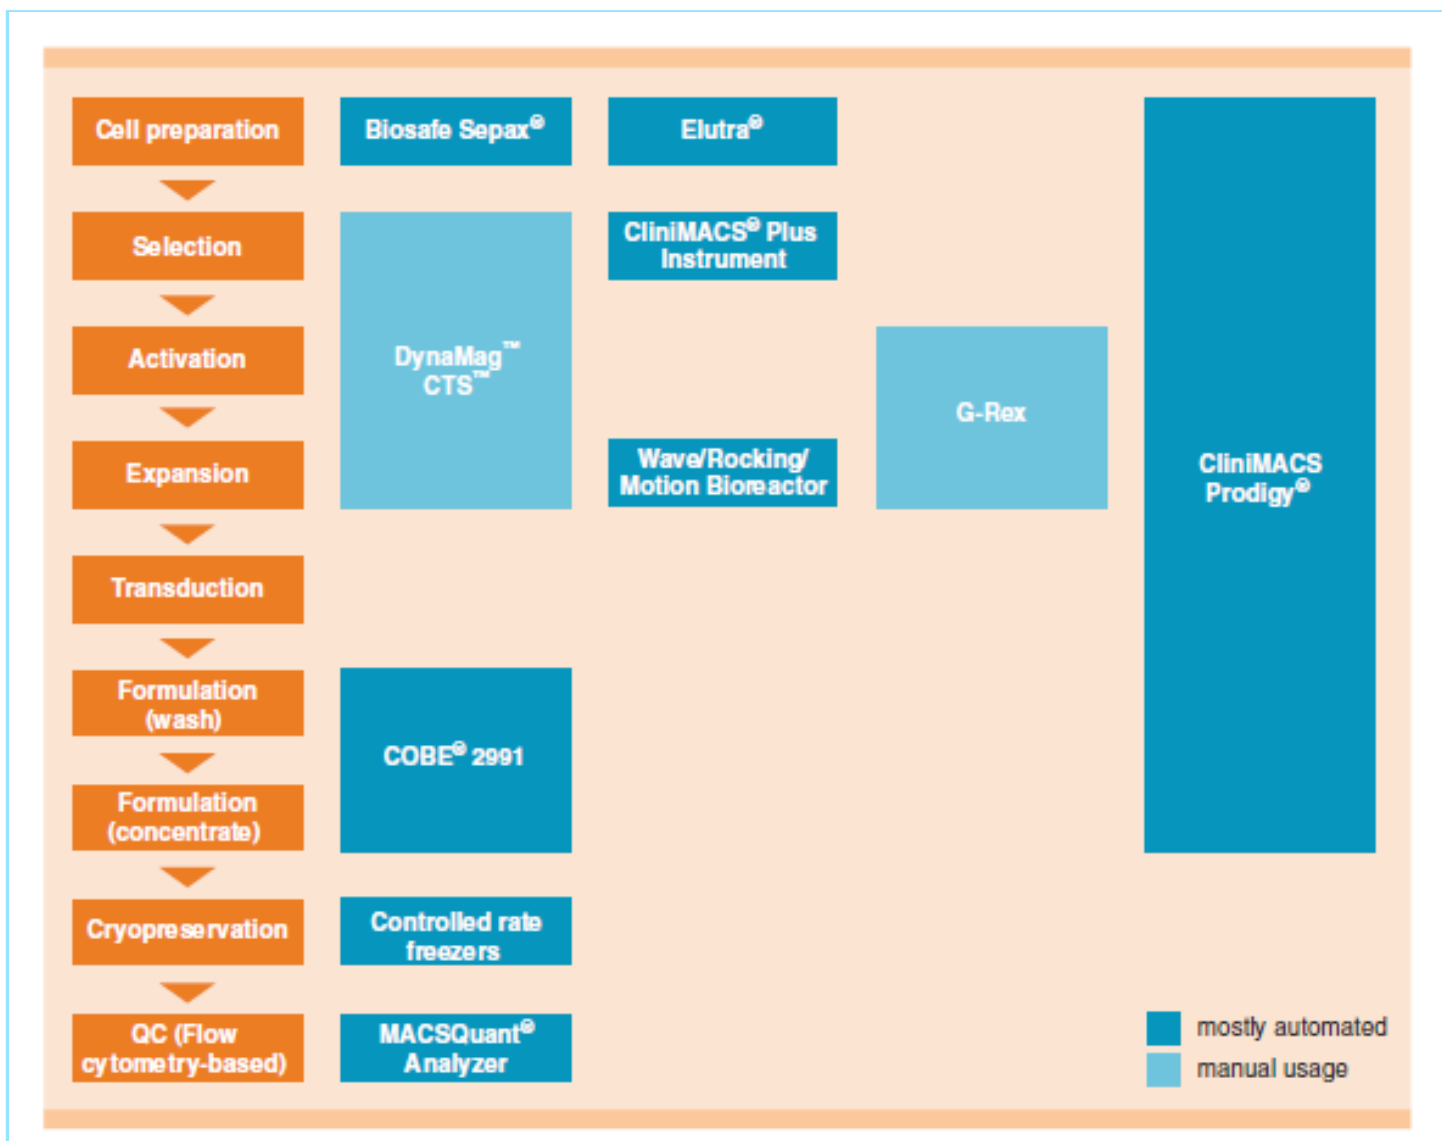 Cell preparation
Biosafe Sepax®
Elutra®
Selection
CliniMACS® Plus
Instrument
Activation
DynaMag™
CTS™
G-Rex
Expansion
Wave/Rocking/
Motion Bioreactor
CliniMACS
Prodigy®
Transduction
Formulation
(wash)
COBE® 2991
Formulation
(concentrate)
Cryopreservation
Controlled rate
freezers
QC (Flow
cytometry-based)
MACSQuant®
Analyzer
mostly automated
manual usage